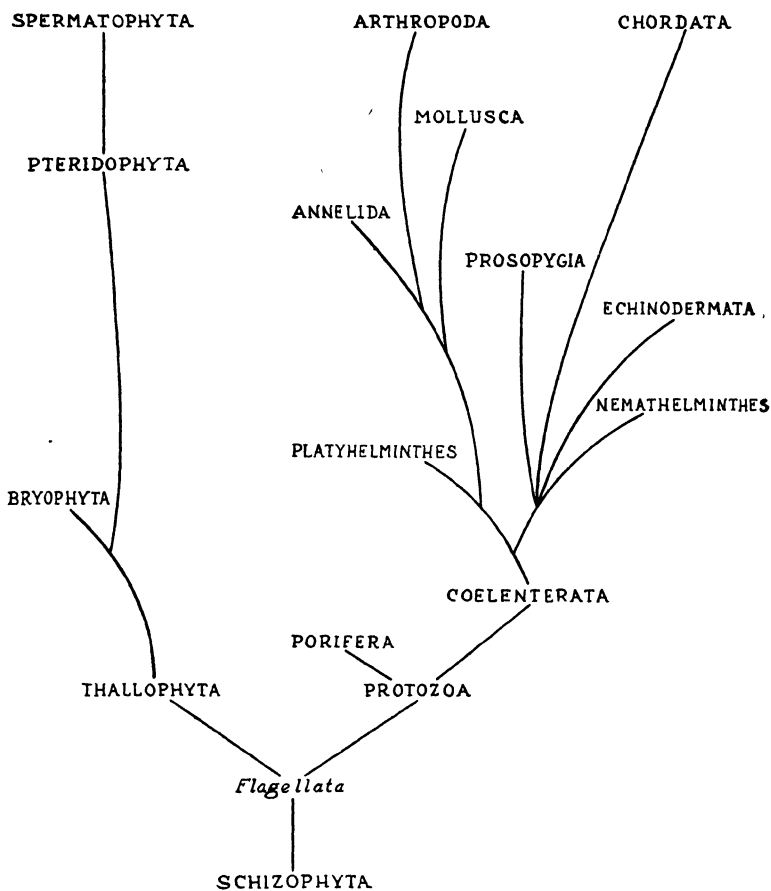 SPERMATOPHYTA
ARTHROPODA
CHORDATA
MOLLUSCA
PTERIDOPHYTA
ANNELIDA
PROSOPYGIA
ECHINODERMATA
NEMATHELMINTHES
PLATYHELMINTHES
BRYOPHYTA
COELENTERATA
PORIFERA
THALLOPHYTA
PROTOZOA
Flagellata
SCHIZOPHYTA